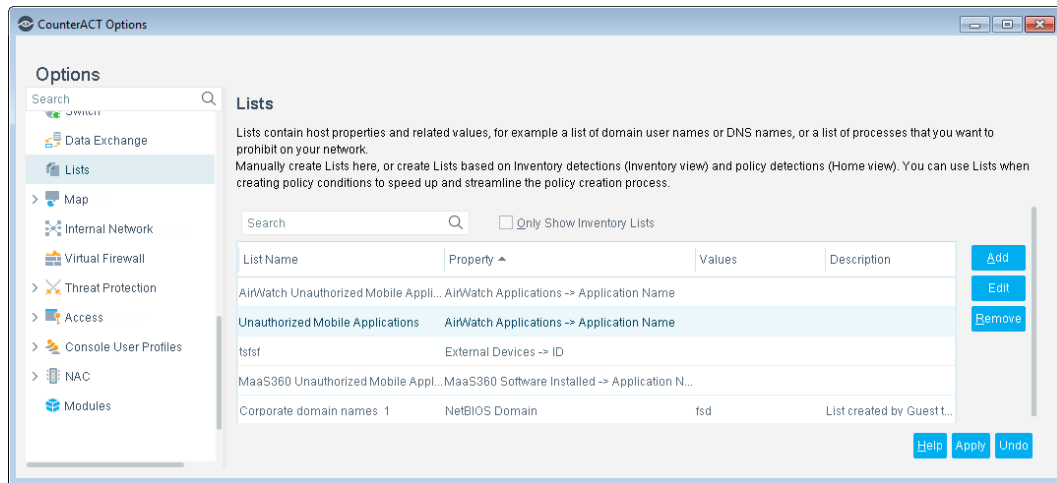 CounterACT Options
Options
Search
Switch
Data Exchange
Lists
Map
Internal Network
Virtual Firewall
Threat Protection
Access
Console User Profiles
NAC
Modules
Lists
Lists contain host properties and related values, for example a list of domain user names or DNS names, or a list of processes that you want to
prohibit on your network.
Manually create Lists here, or create Lists based on Inventory detections (Inventory view) and policy detections (Home view). You can use Lists when
creating policy conditions to speed up and streamline the policy creation process.
Search Only Show Inventory Lists
List Name Property Values Description
AirWatch Unauthorized Mobile Appli... AirWatch Applications -> Application Name
Unauthorized Mobile Applications AirWatch Applications -> Application Name
tsfsf External Devices -> ID
MaaS360 Unauthorized Mobile Appl... MaaS360 Software Installed -> Application N...
Corporate domain names 1 NetBIOS Domain fsd List created by Guest t...
Add
Edit
Remove
Help Apply Undo